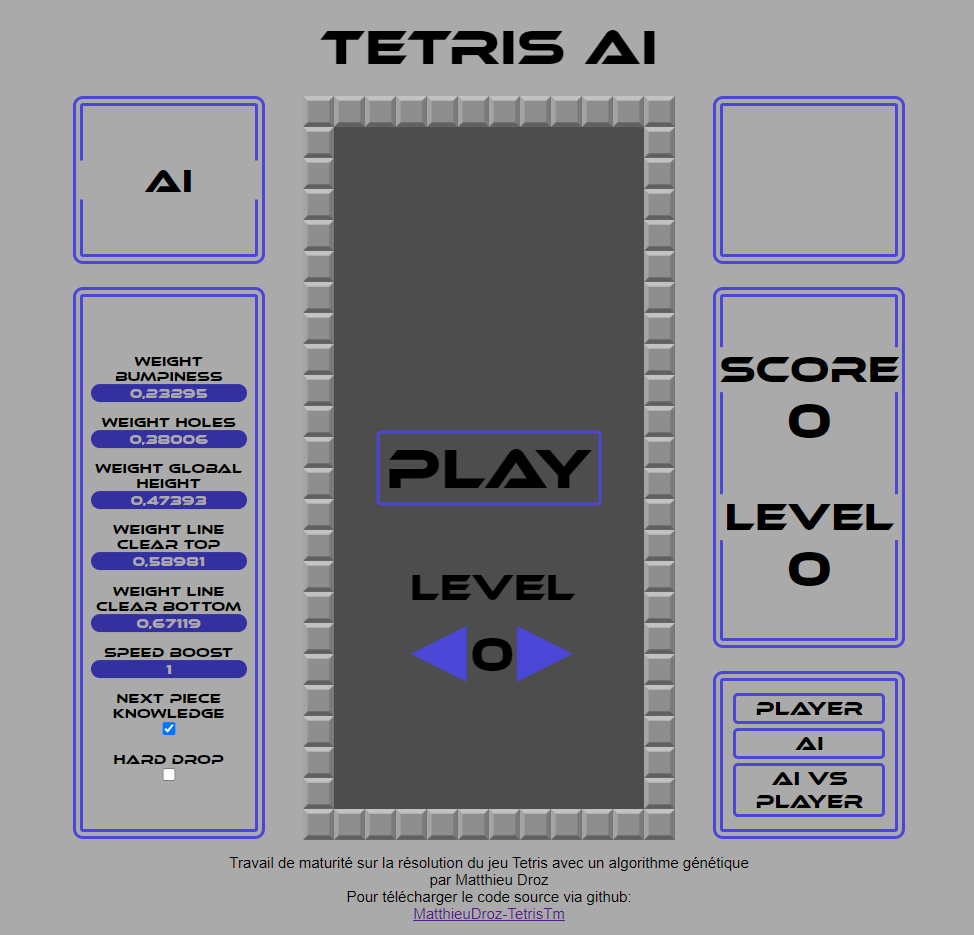 TETRIS AI
AI
WEIGHT
BUMPINESS
0,23295
WEIGHT HOLES
0,38006
WEIGHT GLOBAL
HEIGHT
0,47393
WEIGHT LINE
CLEAR TOP
0,58981
WEIGHT LINE
CLEAR BOTTOM
0,67119
SPEED BOOST
1
NEXT PIECE
KNOWLEDGE
HARD DROP
PLAY
LEVEL
0
SCORE
0
LEVEL
0
PLAYER
AI
AI VS
PLAYER
Travail de maturité sur la résolution du jeu Tetris avec un algorithme génétique
par Matthieu Droz
Pour télécharger le code source via github:
MatthieuDroz-TetrisTm